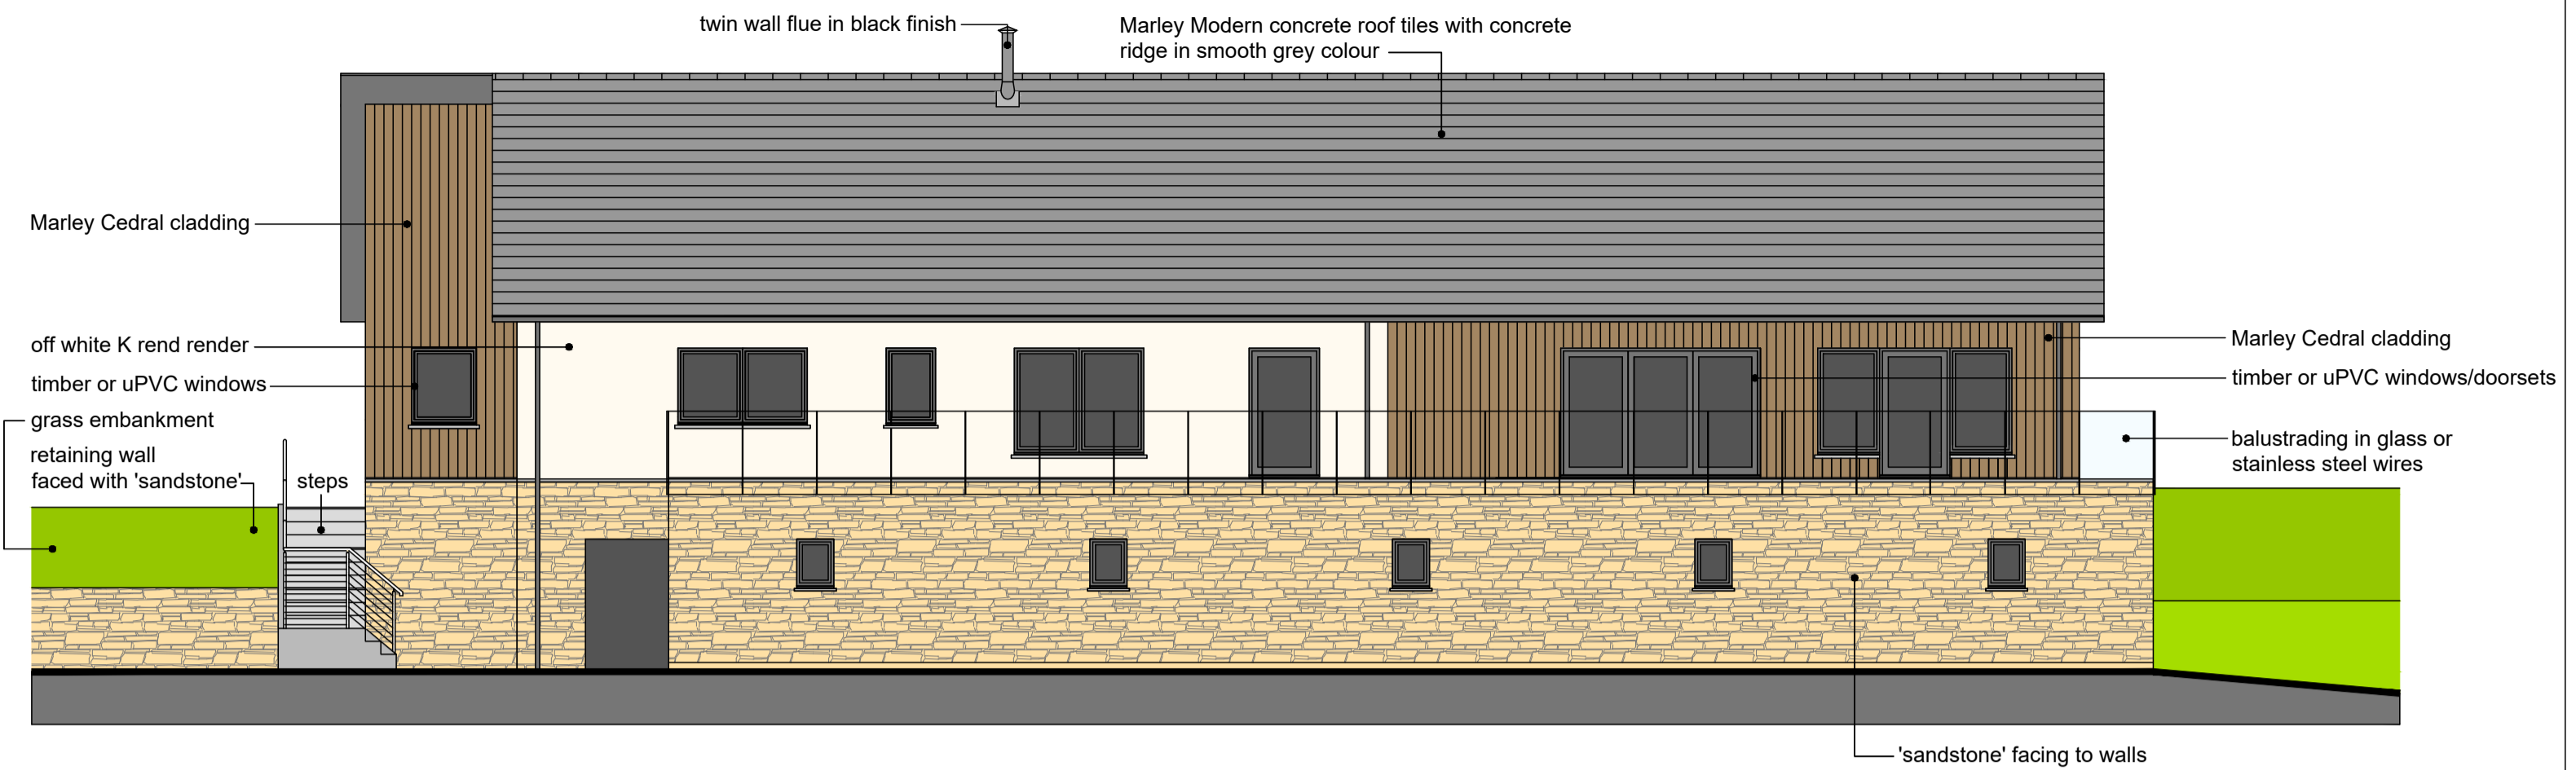 twin wall flue in black finish
Marley Modern concrete roof tiles with concrete
ridge in smooth grey colour
Marley Cedral cladding
off white K rend render
timber or uPVC windows
grass embankment
retaining wall
faced with 'sandstone'
steps
Marley Cedral cladding
timber or uPVC windows/doorsets
balustrading in glass or
stainless steel wires
'sandstone' facing to walls